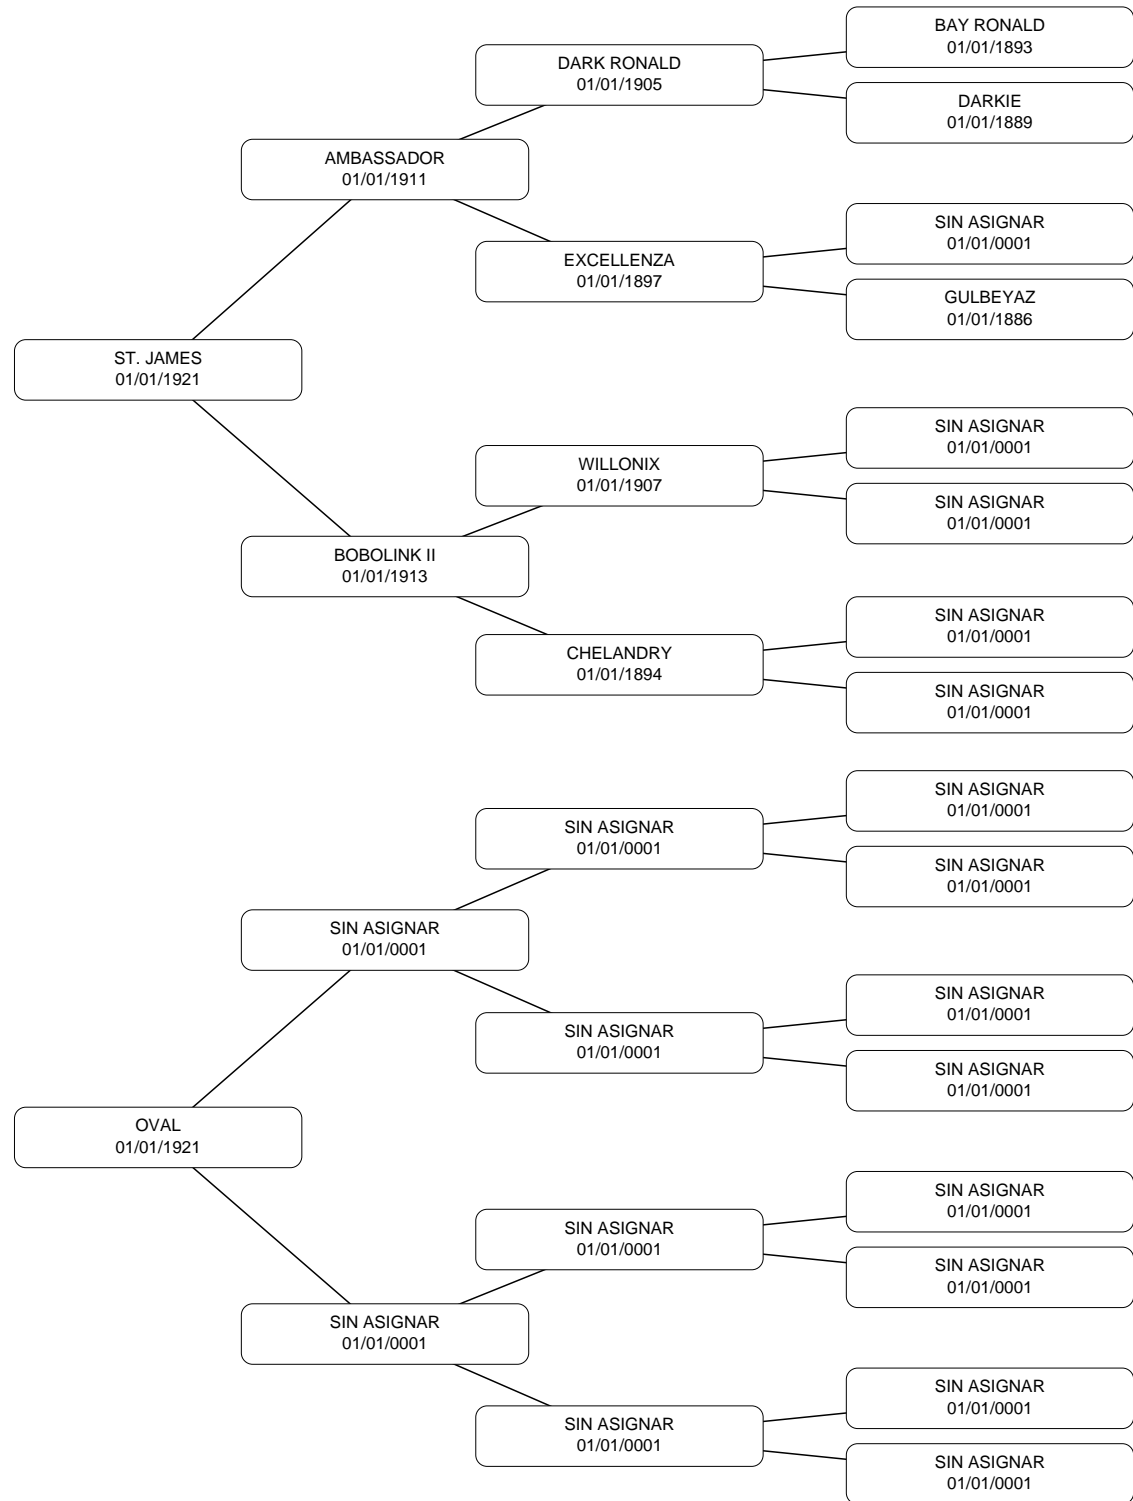 BAY RONALD
01/01/1893
DARK RONALD
01/01/1905
DARKIE
01/01/1889
AMBASSADOR
01/01/1911
SIN ASIGNAR
01/01/0001
EXCELLENZA
01/01/1897
GULBEYAZ
01/01/1886
ST. JAMES
01/01/1921
SIN ASIGNAR
01/01/0001
WILLONIX
01/01/1907
SIN ASIGNAR
01/01/0001
BOBOLINK II
01/01/1913
SIN ASIGNAR
01/01/0001
CHELANDRY
01/01/1894
SIN ASIGNAR
01/01/0001
SIN ASIGNAR
01/01/0001
SIN ASIGNAR
01/01/0001
SIN ASIGNAR
01/01/0001
SIN ASIGNAR
01/01/0001
SIN ASIGNAR
01/01/0001
SIN ASIGNAR
01/01/0001
SIN ASIGNAR
01/01/0001
OVAL
01/01/1921
SIN ASIGNAR
01/01/0001
SIN ASIGNAR
01/01/0001
SIN ASIGNAR
01/01/0001
SIN ASIGNAR
01/01/0001
SIN ASIGNAR
01/01/0001
SIN ASIGNAR
01/01/0001
SIN ASIGNAR
01/01/0001